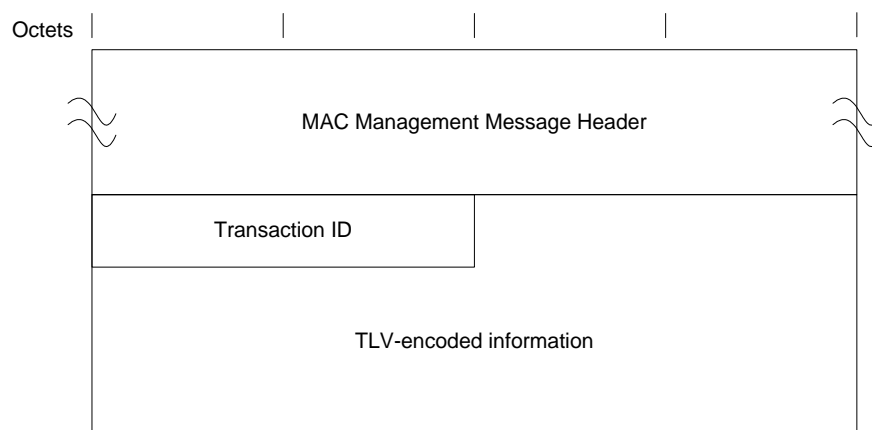 Octets
MAC Management Message Header
Transaction ID
TLV-encoded information